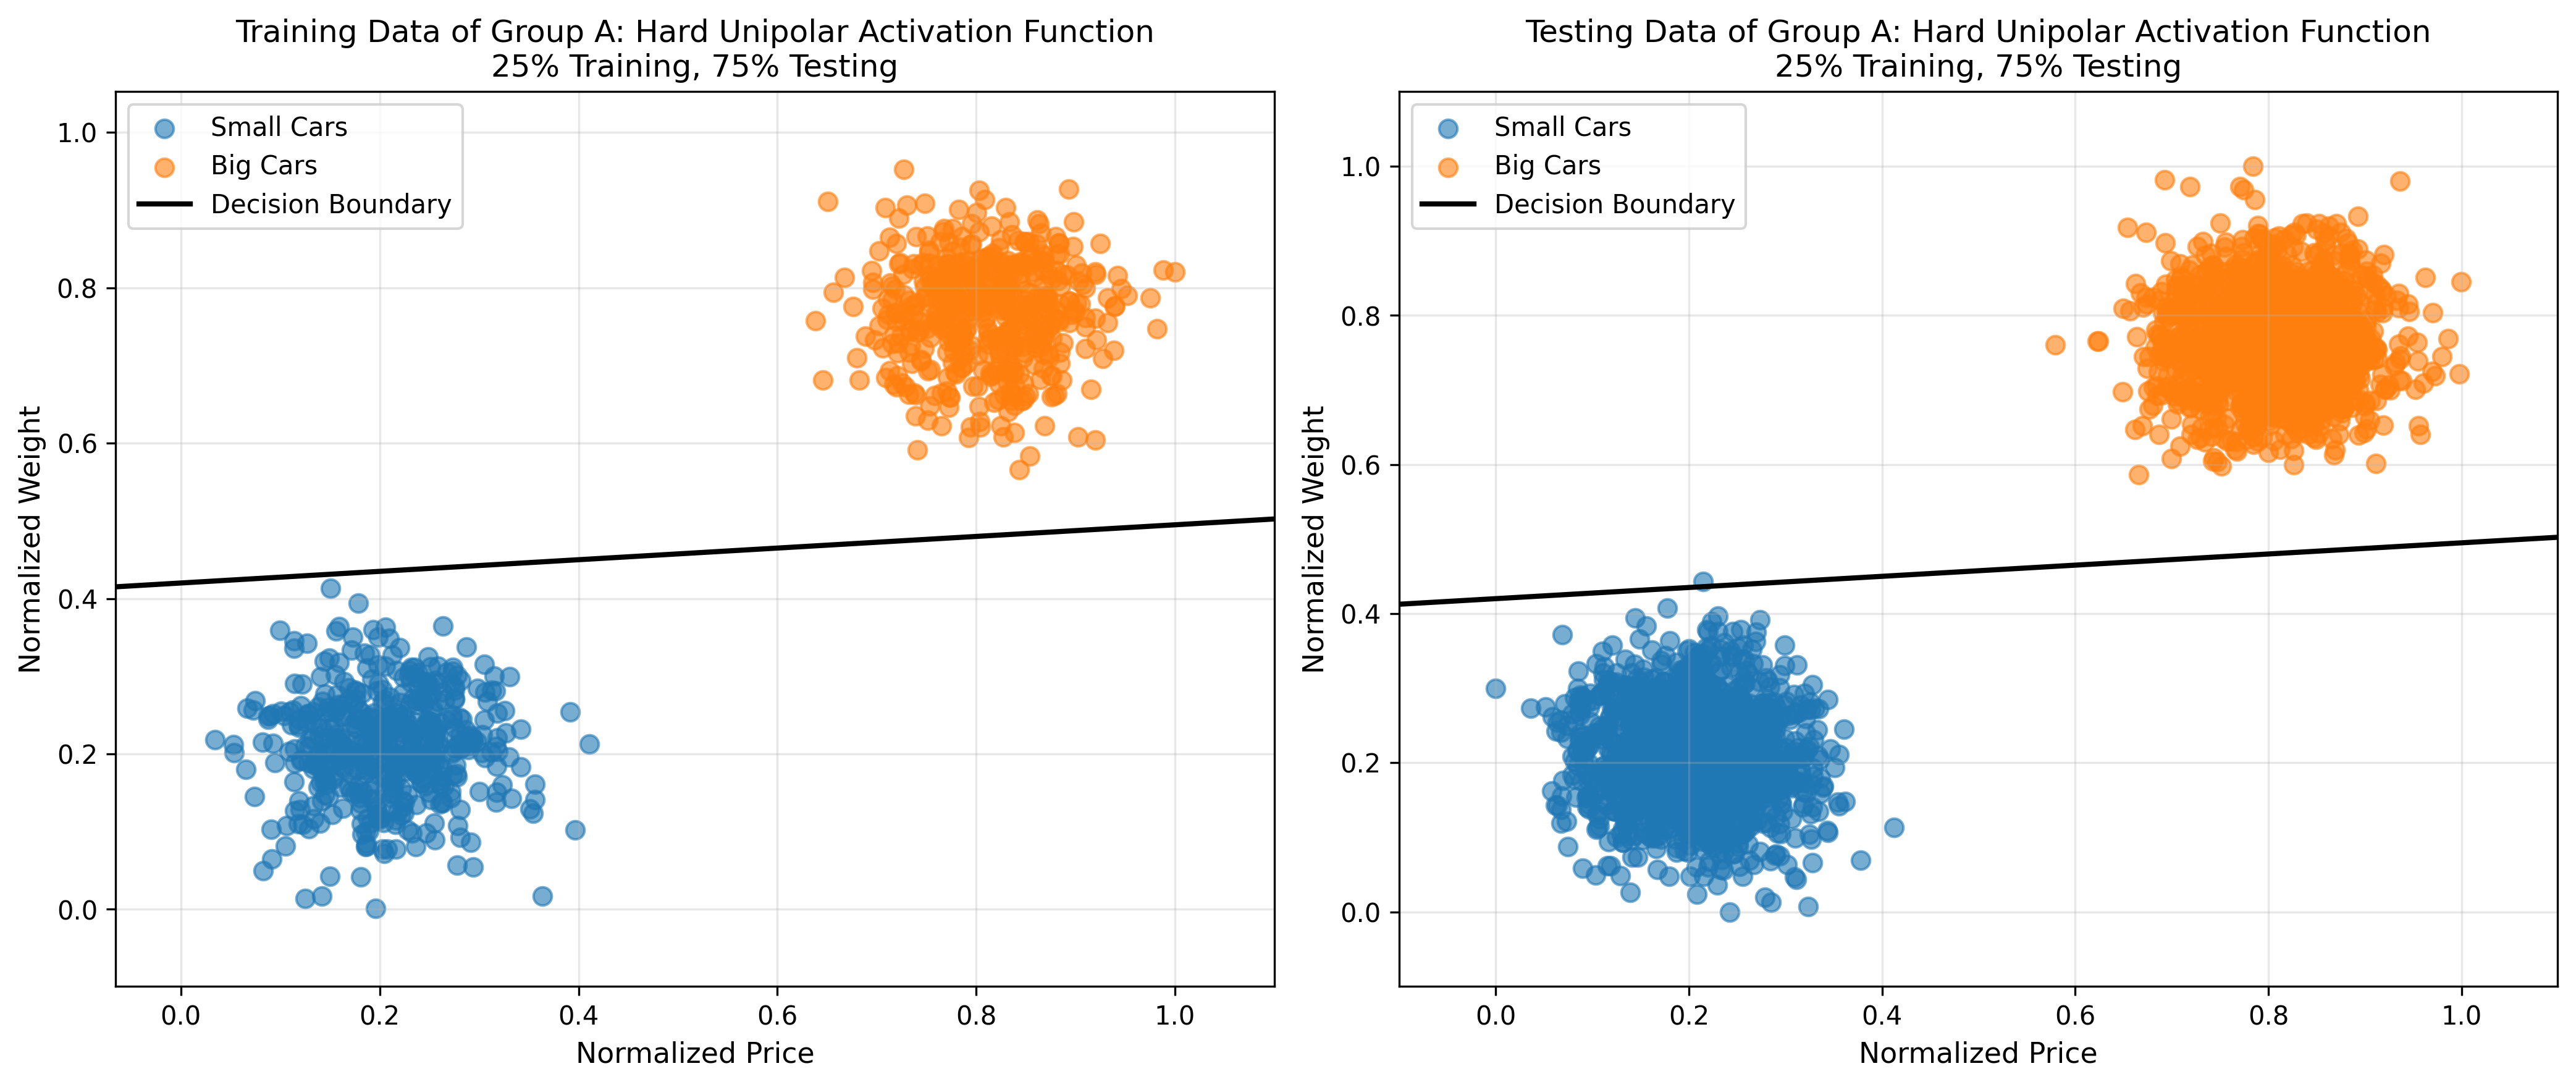 Training Data of Group A: Hard Unipolar Activation Function
25% Training, 75% Testing
Small Cars
Big Cars
Decision Boundary
Normalized Weight
1.0
0.8
0.6
0.4
0.2
0.0
0.0 0.2 0.4 0.6 0.8 1.0
Normalized Price
Testing Data of Group A: Hard Unipolar Activation Function
25% Training, 75% Testing
Small Cars
Big Cars
Decision Boundary
Normalized Weight
1.0
0.8
0.6
0.4
0.2
0.0
0.0 0.2 0.4 0.6 0.8 1.0
Normalized Price